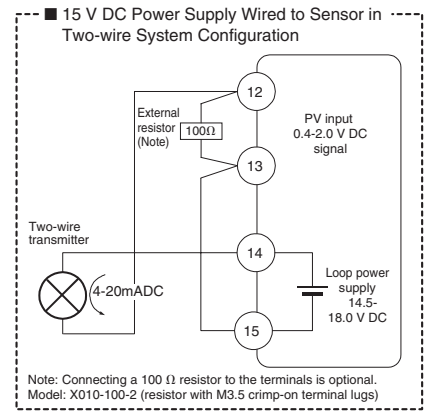 ■ 15 V DC Power Supply Wired to Sensor in
Two-wire System Configuration
12
External
resistor
(Note)
100Ω
PV input
0.4-2.0 V DC
signal
13
Two-wire
transmitter
14
4-20mADC
Loop power
supply
14.5-
18.0 V DC
15
Note: Connecting a 100 Ω resistor to the terminals is optional.
Model: X010-100-2 (resistor with M3.5 crimp-on terminal lugs)